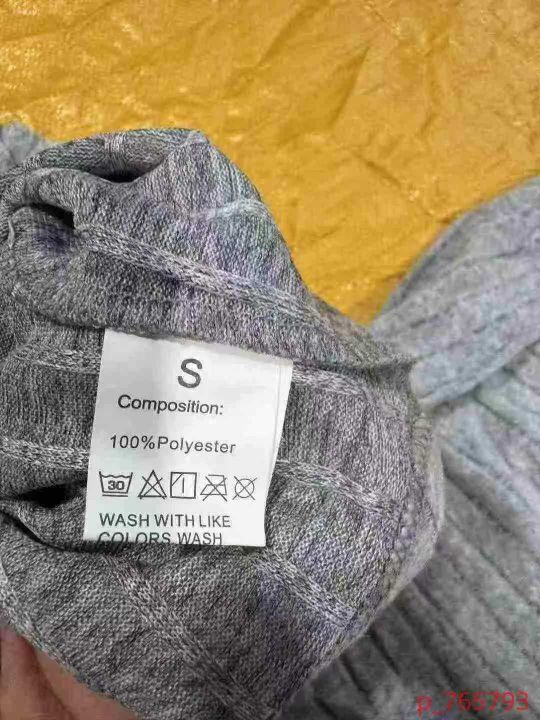 S
Composition:
100%Polyester
30
WASH WITH LIKE
COLORS WASH
p_765793